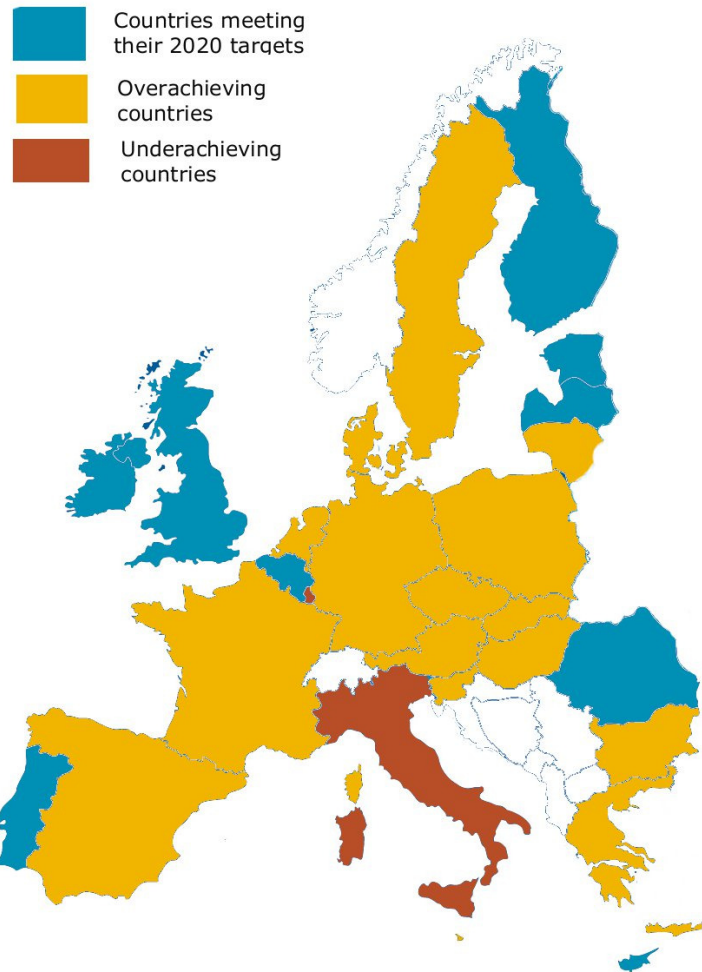 Countries meeting
their 2020 targets
Overachieving
countries
Underachieving
countries